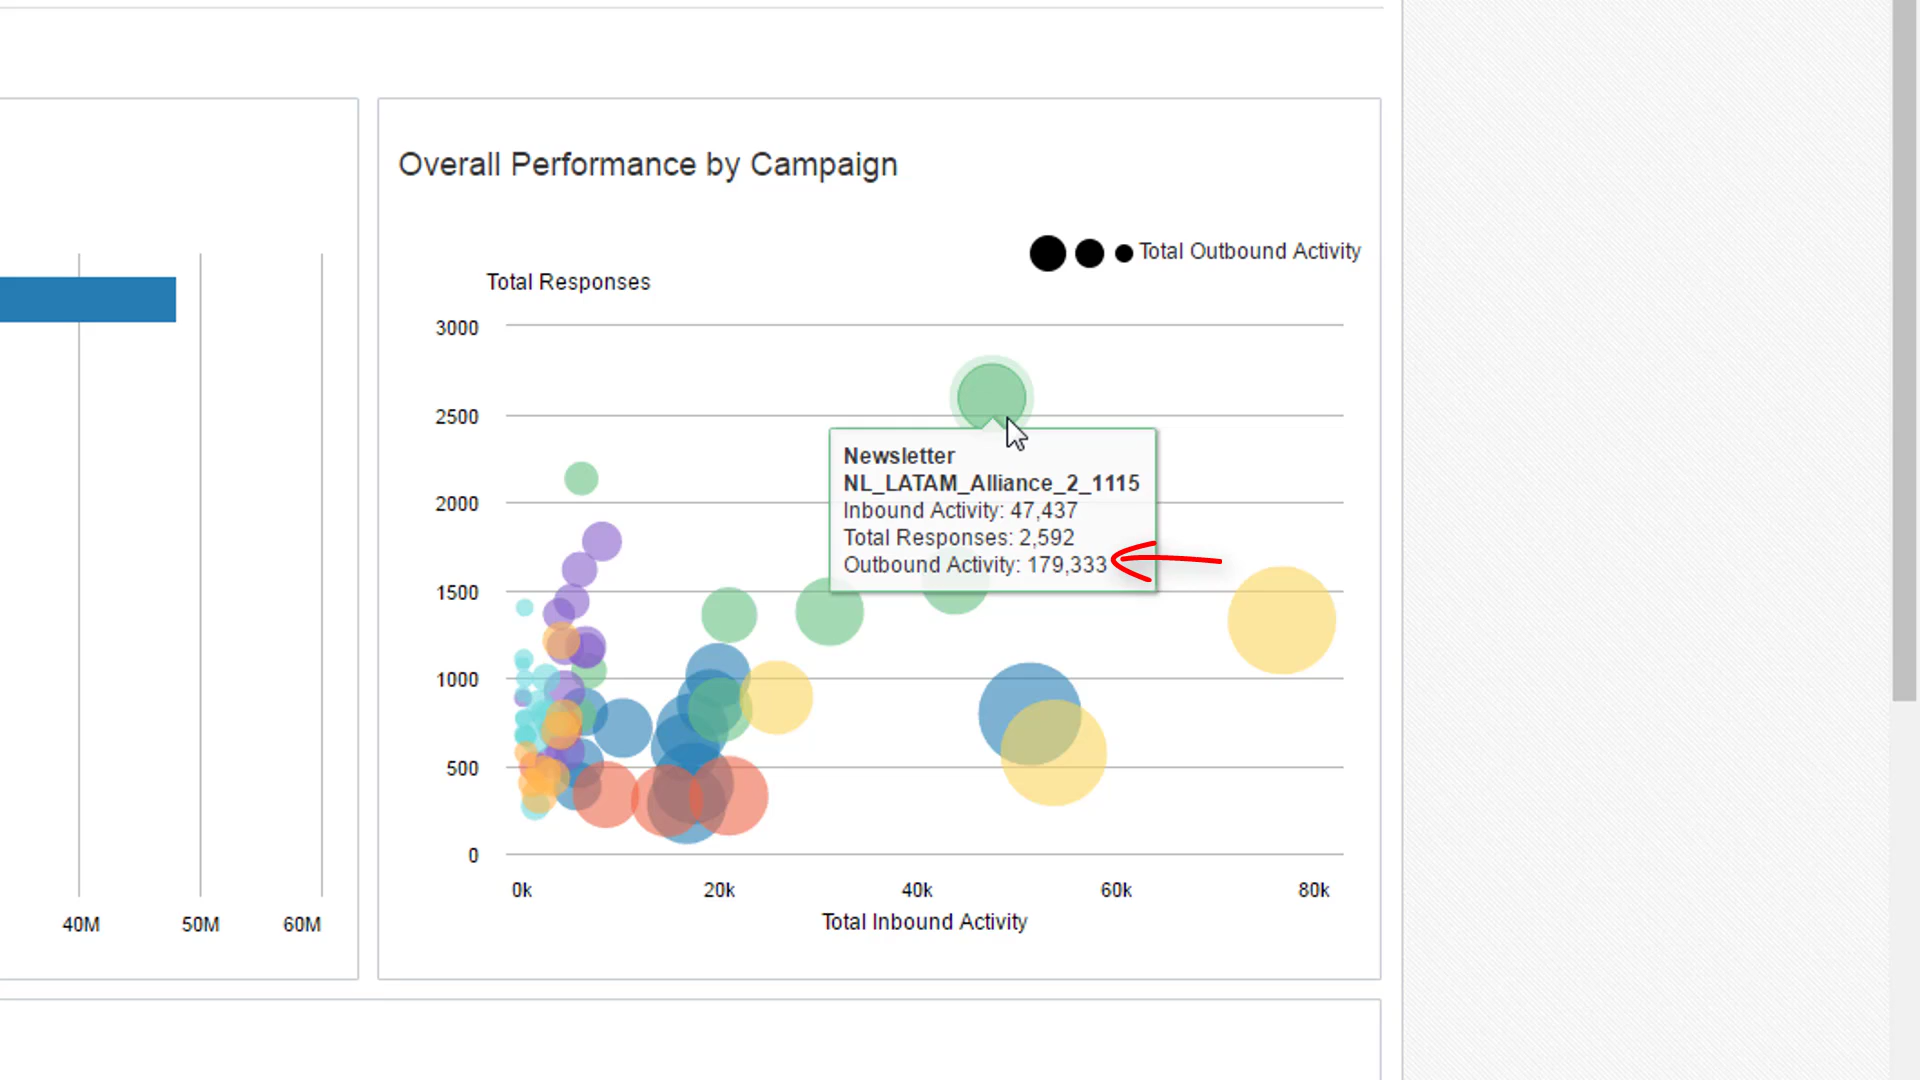 Overall Performance by Campaign
Total Outbound Activity
Total Responses
3000
2500
2000
1500
1000
500
0
Newsletter
NL_LATAM_Alliance_2_1115
Inbound Activity: 47,437
Total Responses: 2,592
Outbound Activity: 179,333
0k 20k 40k 60k 80k
Total Inbound Activity
40M 50M 60M